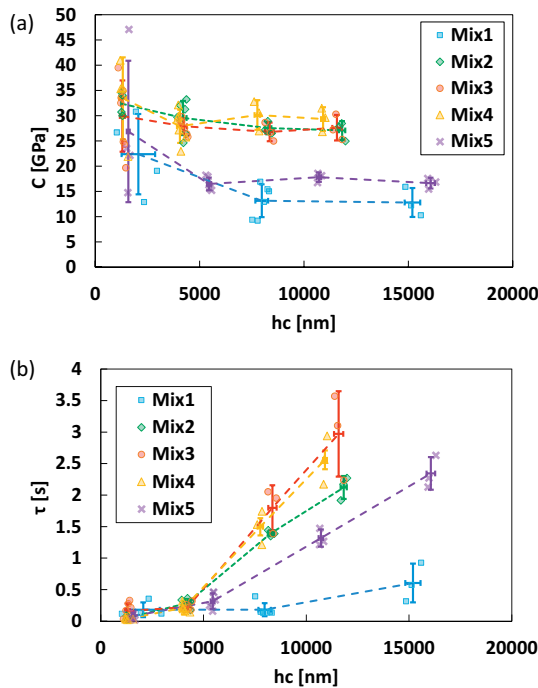 (a)
50
45
40
35
30
25
20
15
10
5
0
C [GPa]
Mix1
Mix2
Mix3
Mix4
Mix5
0 5000 10000 15000 20000
hc [nm]
(b)
4
3.5
3
2.5
2
1.5
1
0.5
0
τ [s]
Mix1
Mix2
Mix3
Mix4
Mix5
0 5000 10000 15000 20000
hc [nm]